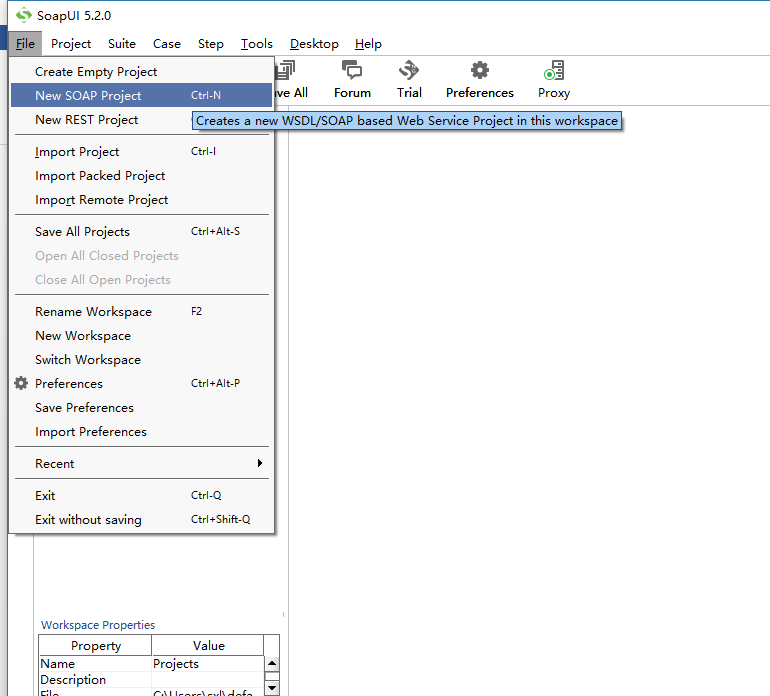 SoapUI 5.2.0
File Project Suite Case Step Tools Desktop Help
ve All Forum Trial Preferences Proxy
Create Empty Project
New SOAP Project Ctrl-N
New REST Project
Creates a new WSDL/SOAP based Web Service Project in this workspace
Import Project Ctrl-I
Import Packed Project
Import Remote Project
Save All Projects Ctrl+Alt-S
Open All Closed Projects
Close All Open Projects
Rename Workspace F2
New Workspace
Switch Workspace
Preferences Ctrl+Alt-P
Save Preferences
Import Preferences
Recent
Exit Ctrl-Q
Exit without saving Ctrl+Shift-Q
Workspace Properties
Property Value
Name Projects
Description
File C:\Users\sxl\defa